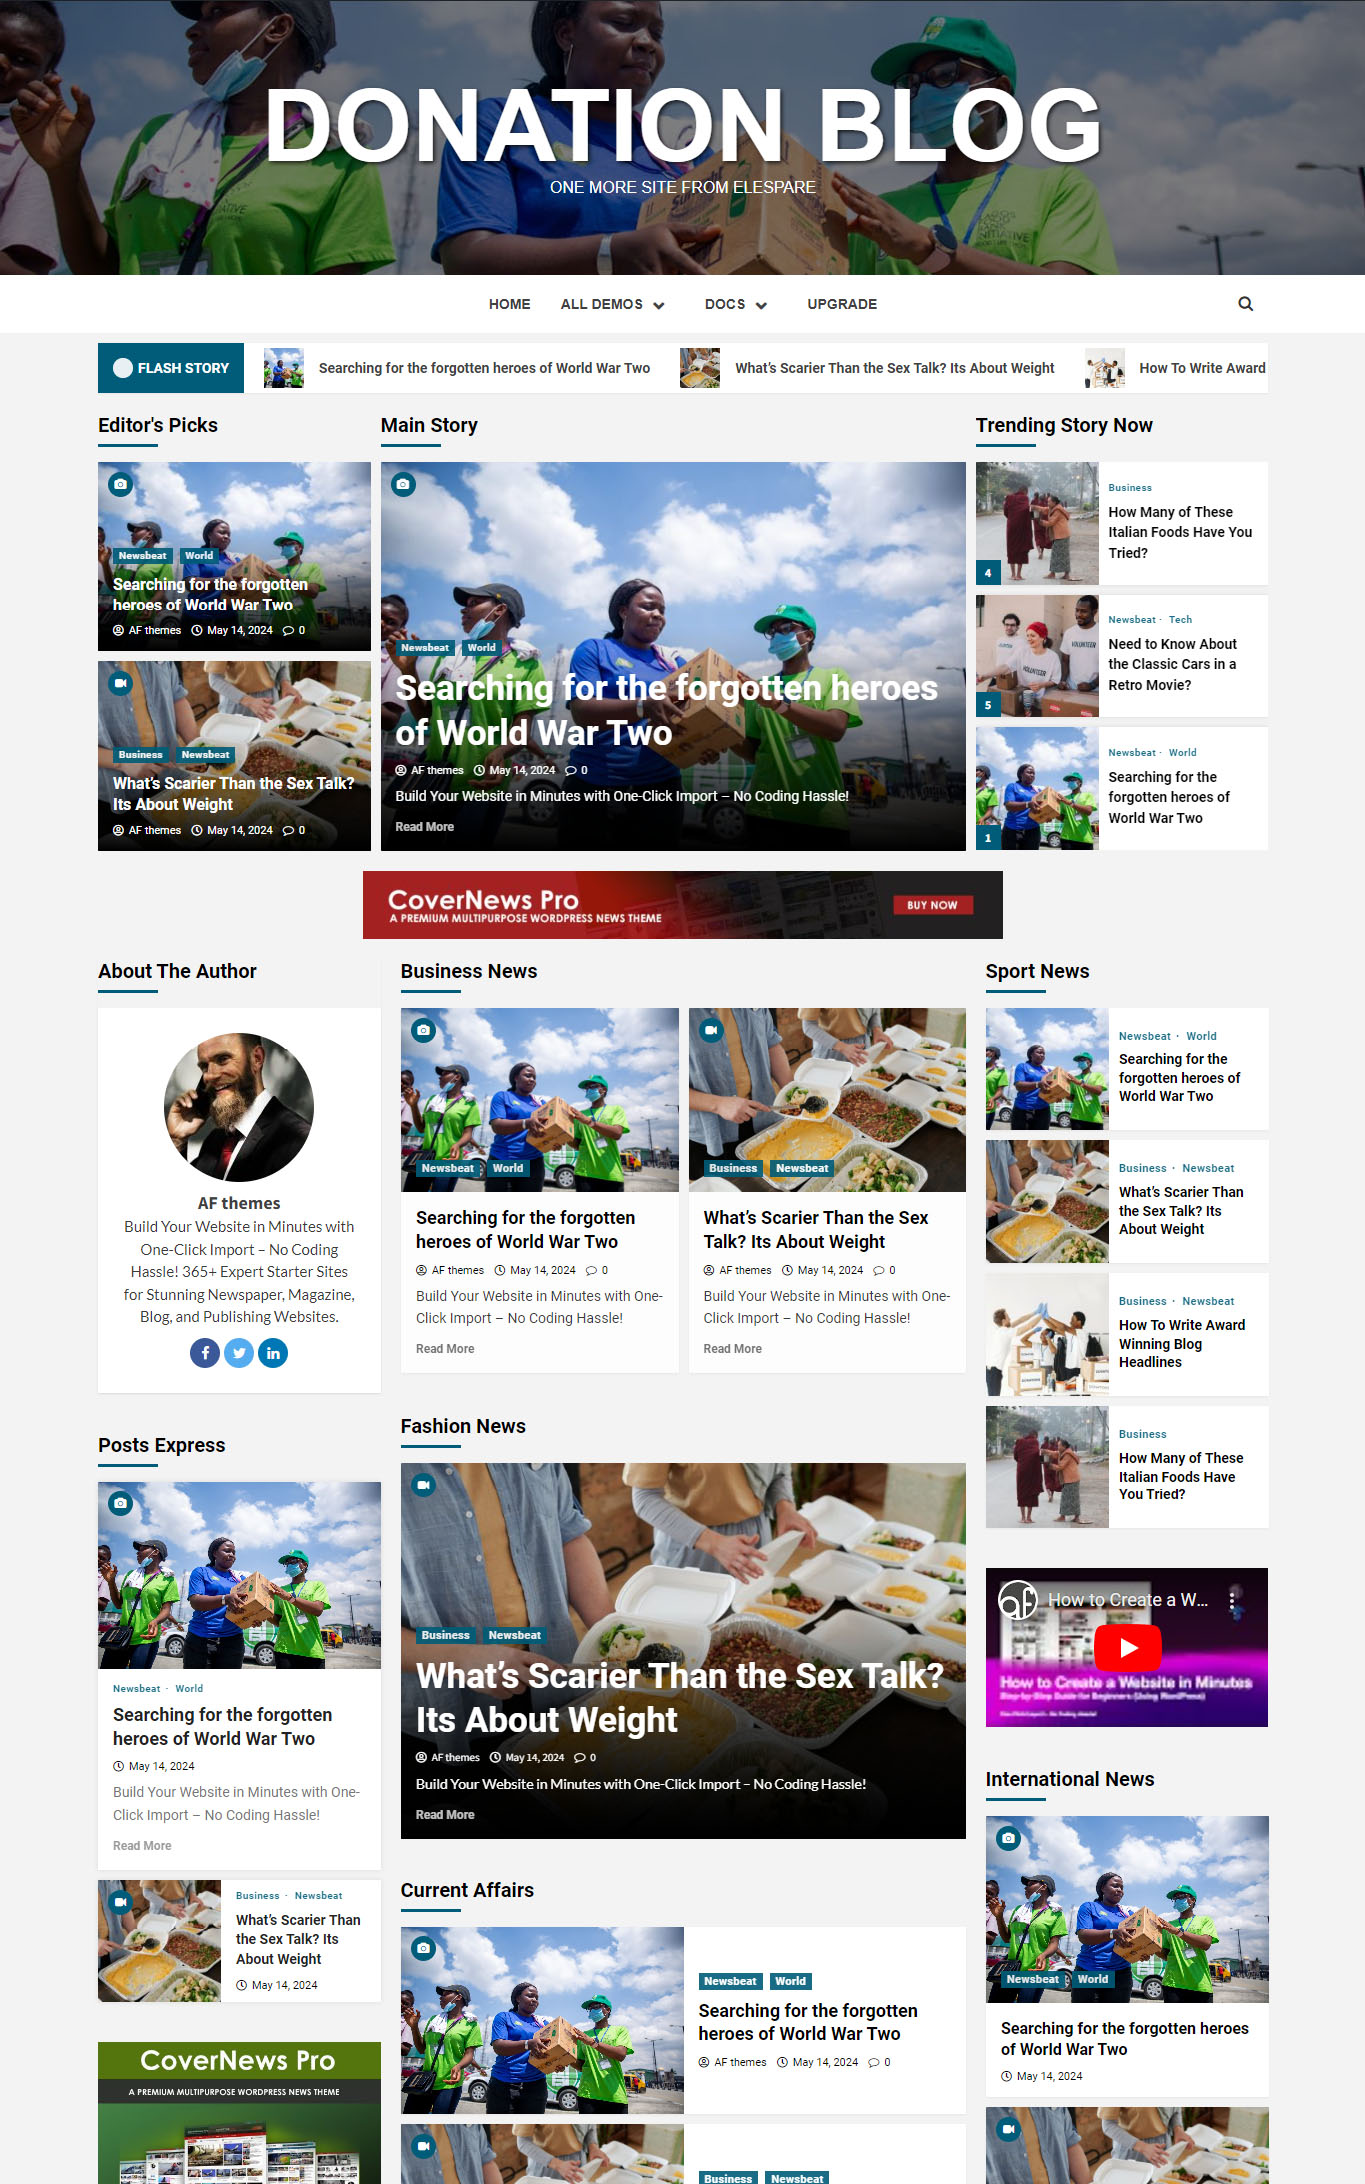 DONATION BLOG
ONE MORE SITE FROM ELESPARE
HOME
ALL DEMOS
DOCS
UPGRADE
FLASH STORY
Searching for the forgotten heroes of World War Two
What's Scarier Than the Sex Talk? Its About Weight
How To Write Award
Editor's Picks
Newsbeat World
Searching for the forgotten
heroes of World War Two
AF themes May 14, 2024 0
Business Newsbeat
What's Scarier Than the Sex Talk?
Its About Weight
AF themes May 14, 2024 0
Main Story
Newsbeat World
Searching for the forgotten heroes
of World War Two
AF themes May 14, 2024 0
Build Your Website in Minutes with One-Click Import – No Coding Hassle!
Read More
Trending Story Now
4
Business
How Many of These
Italian Foods Have You
Tried?
5
Newsbeat · Tech
Need to Know About
the Classic Cars in a
Retro Movie?
VOLUNTEER
VOLUNTEER
1
Newsbeat · World
Searching for the
forgotten heroes of
World War Two
CoverNews Pro
A PREMIUM MULTIPURPOSE WORDPRESS NEWS THEME
BUY NOW
About The Author
AF themes
Build Your Website in Minutes with
One-Click Import – No Coding
Hassle! 365+ Expert Starter Sites
for Stunning Newspaper, Magazine,
Blog, and Publishing Websites.
Posts Express
Newsbeat · World
Searching for the forgotten
heroes of World War Two
May 14, 2024
Build Your Website in Minutes with One-
Click Import – No Coding Hassle!
Read More
Business · Newsbeat
What's Scarier Than
the Sex Talk? Its
About Weight
May 14, 2024
CoverNews Pro
A PREMIUM MULTIPURPOSE WORDPRESS NEWS THEME
Business News
Newsbeat World
Searching for the forgotten
heroes of World War Two
AF themes May 14, 2024 0
Build Your Website in Minutes with One-
Click Import – No Coding Hassle!
Read More
Business Newsbeat
What's Scarier Than the Sex
Talk? Its About Weight
AF themes May 14, 2024 0
Build Your Website in Minutes with One-
Click Import – No Coding Hassle!
Read More
Fashion News
Business Newsbeat
What's Scarier Than the Sex Talk?
Its About Weight
AF themes May 14, 2024 0
Build Your Website in Minutes with One-Click Import – No Coding Hassle!
Read More
Current Affairs
Newsbeat World
Searching for the forgotten
heroes of World War Two
AF themes May 14, 2024 0
Business Newsbeat
Sport News
Newsbeat · World
Searching for the
forgotten heroes of
World War Two
Business · Newsbeat
What's Scarier Than
the Sex Talk? Its
About Weight
Business · Newsbeat
How To Write Award
Winning Blog
Headlines
Business
How Many of These
Italian Foods Have
You Tried?
af How to Create a W...
How to Create a Website in Minutes
Step-by-Step Guide for Beginners (Using WordPress)
International News
Newsbeat World
Searching for the forgotten heroes
of World War Two
May 14, 2024